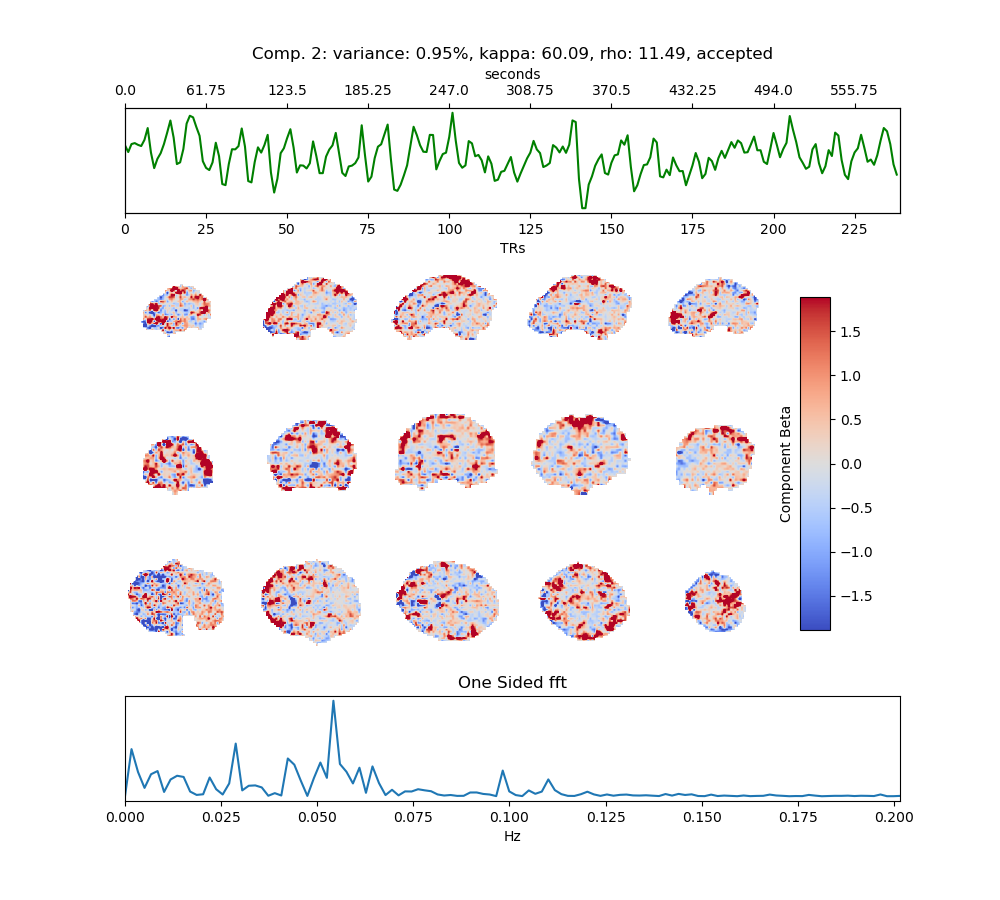 Comp. 2: variance: 0.95%, kappa: 60.09, rho: 11.49, accepted
seconds
0.0 61.75 123.5 185.25 247.0 308.75 370.5 432.25 494.0 555.75
0 25 50 75 100 125 150 175 200 225
TRs
1.5
1.0
0.5
0.0
−0.5
−1.0
−1.5
Component Beta
One Sided fft
0.000 0.025 0.050 0.075 0.100 0.125 0.150 0.175 0.200
Hz